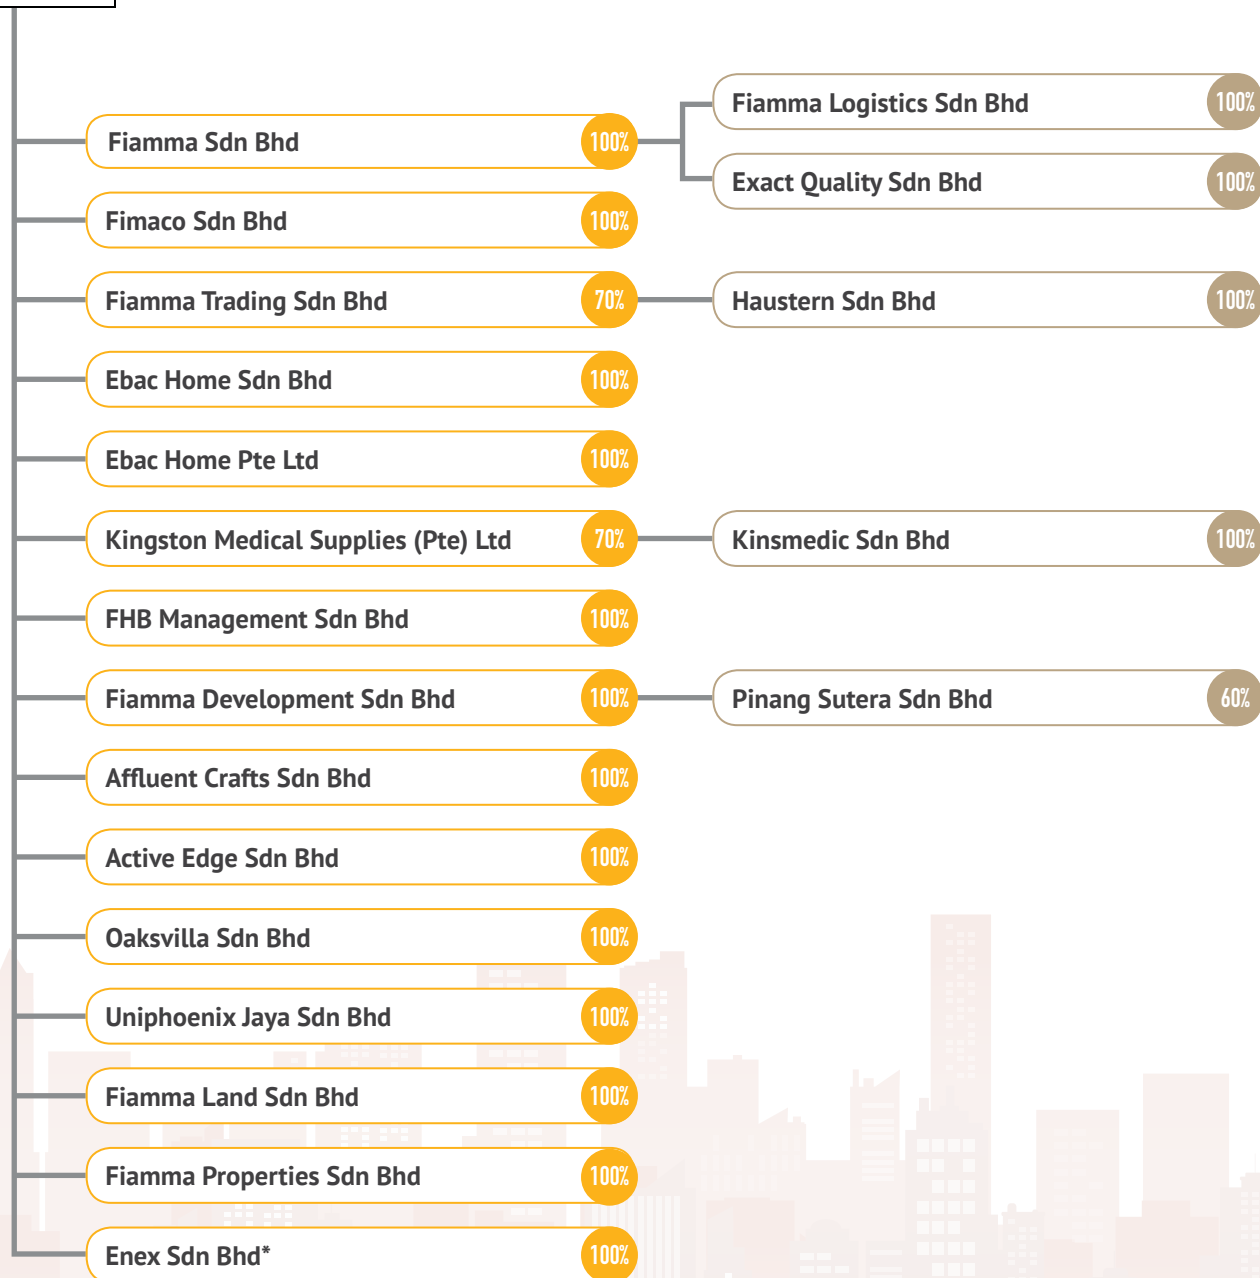 Fiamma Sdn Bhd 100%
Fiamma Logistics Sdn Bhd 100%
Exact Quality Sdn Bhd 100%
Fimaco Sdn Bhd 100%
Fiamma Trading Sdn Bhd 70% Haustern Sdn Bhd 100%
Ebac Home Sdn Bhd 100%
Ebac Home Pte Ltd 100%
Kingston Medical Supplies (Pte) Ltd 70% Kinsmedic Sdn Bhd 100%
FHB Management Sdn Bhd 100%
Fiamma Development Sdn Bhd 100% Pinang Sutera Sdn Bhd 60%
Affluent Crafts Sdn Bhd 100%
Active Edge Sdn Bhd 100%
Oaksvilla Sdn Bhd 100%
Uniphoenix Jaya Sdn Bhd 100%
Fiamma Land Sdn Bhd 100%
Fiamma Properties Sdn Bhd 100%
Enex Sdn Bhd* 100%